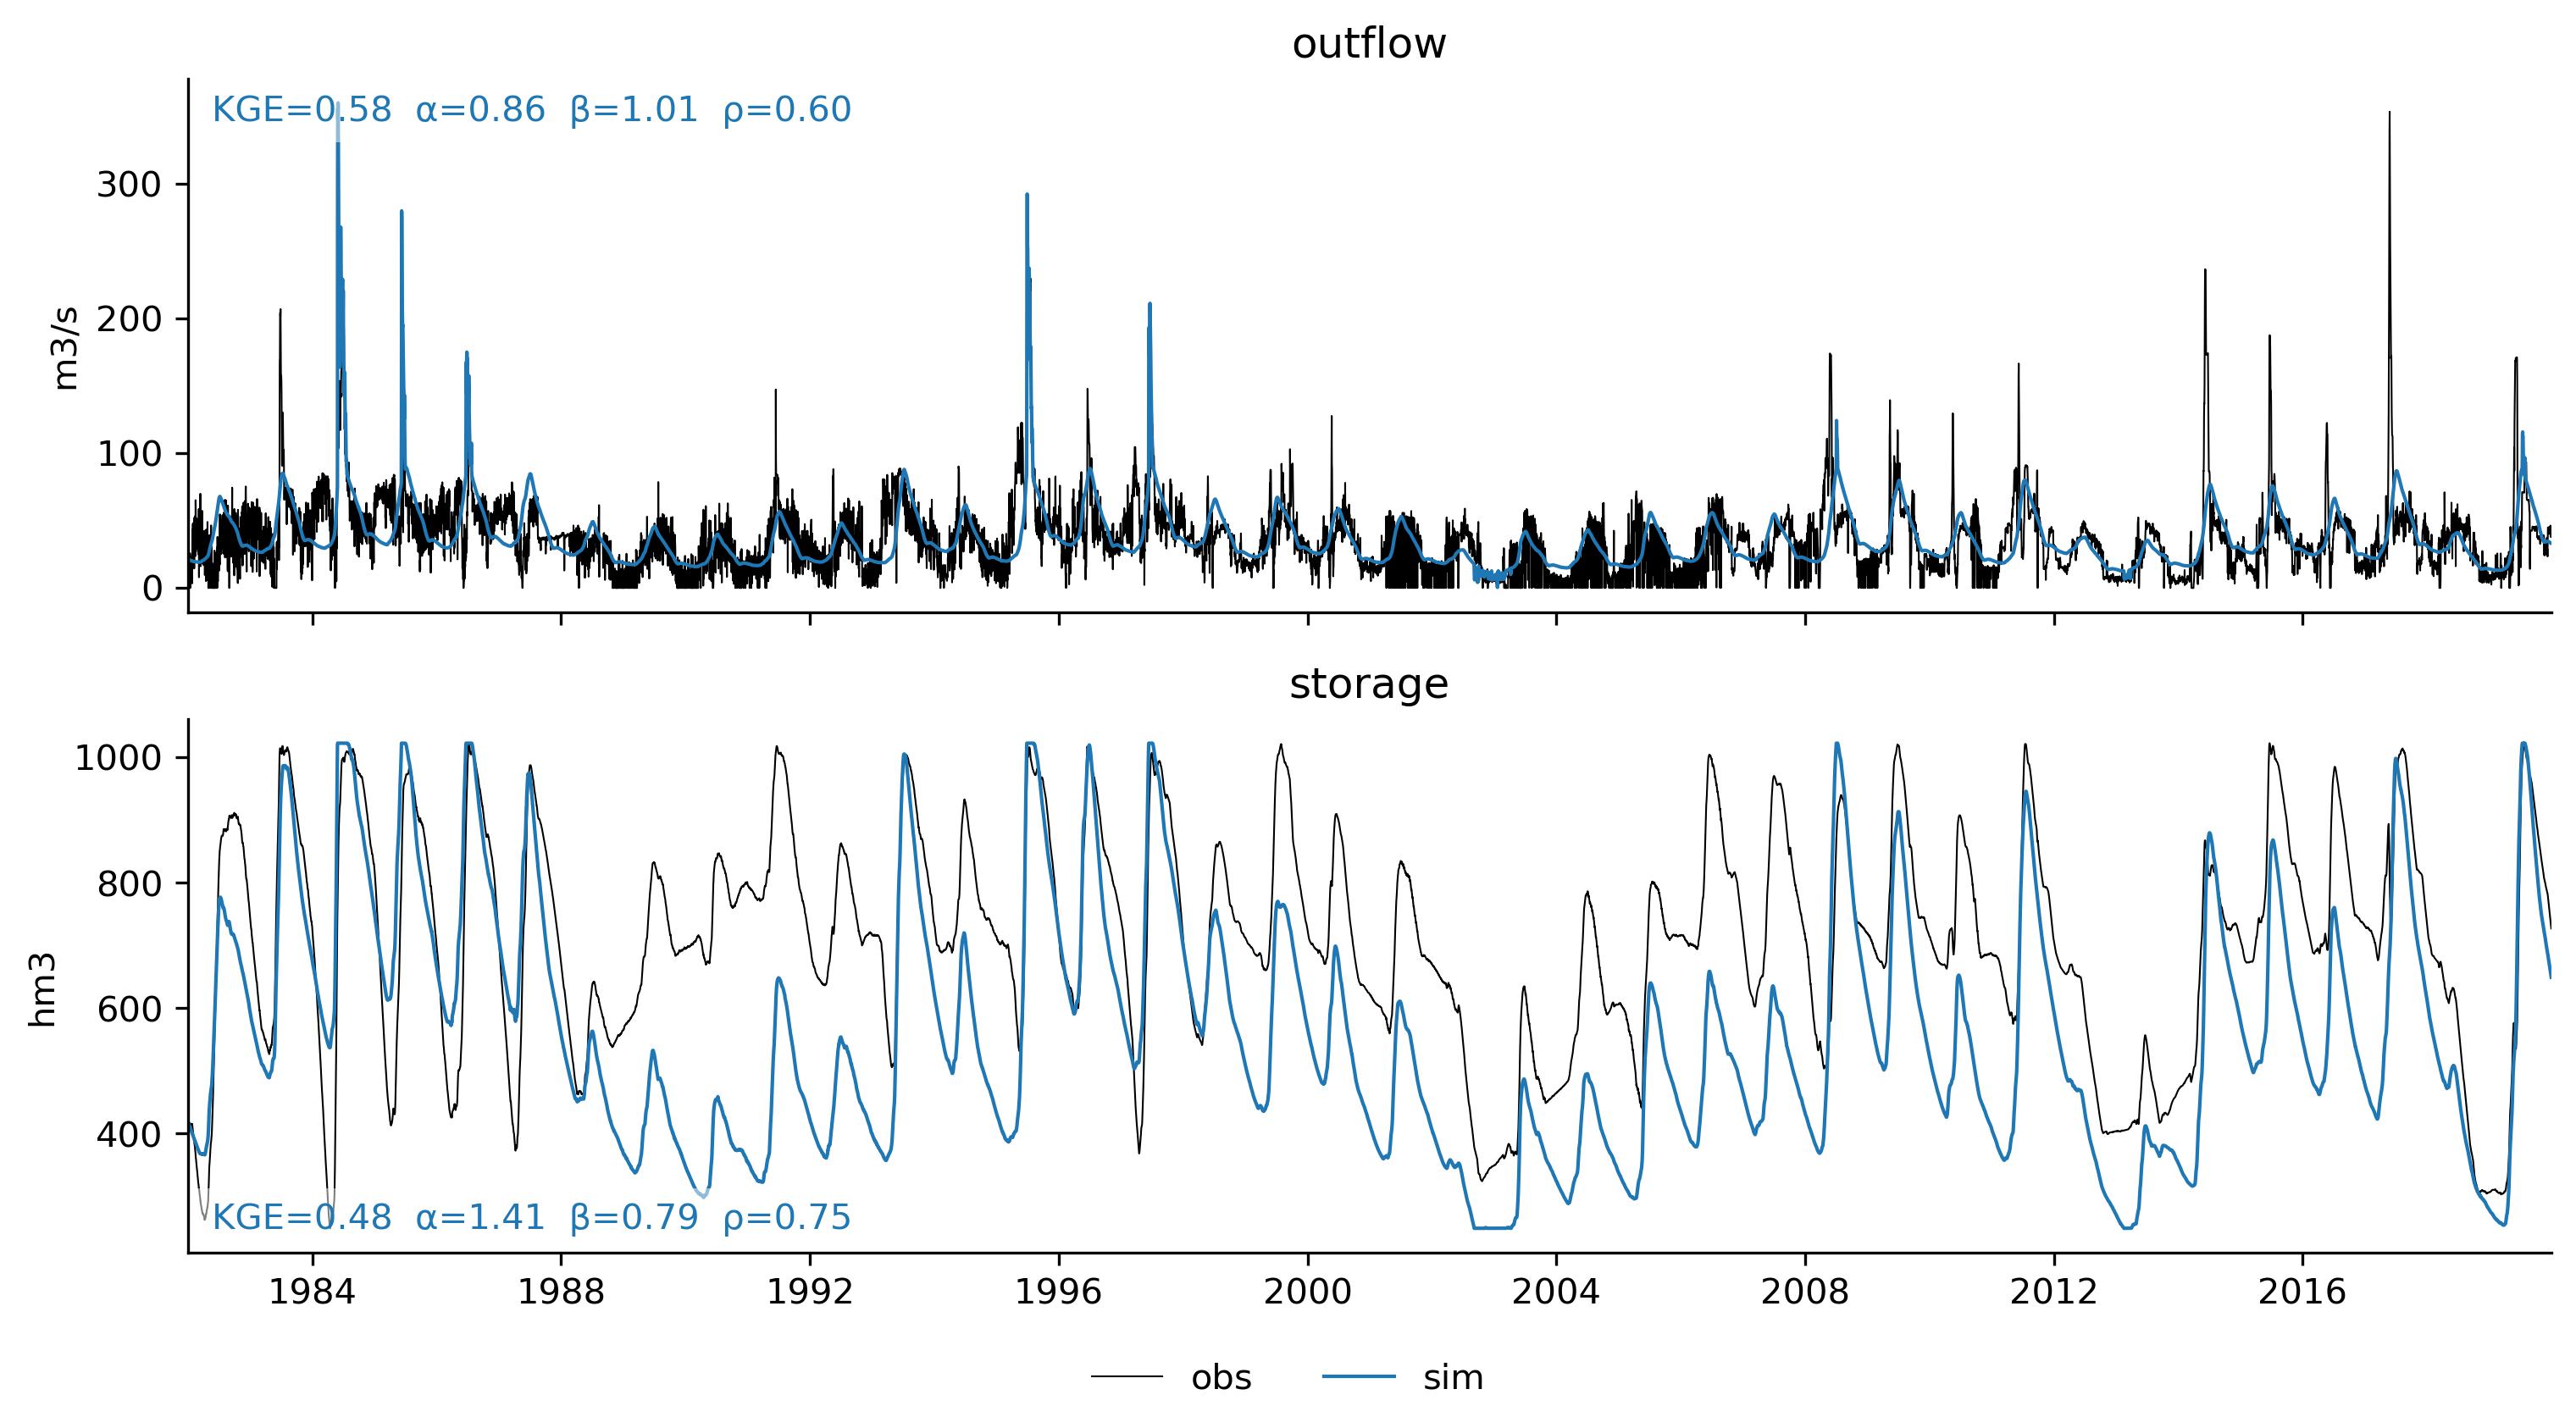 outflow
KGE=0.58 α=0.86 β=1.01 ρ=0.60
300
200
100
0
m3/s
storage
1000
800
600
400
hm3
KGE=0.48 α=1.41 β=0.79 ρ=0.75
1984 1988 1992 1996 2000 2004 2008 2012 2016
obs sim